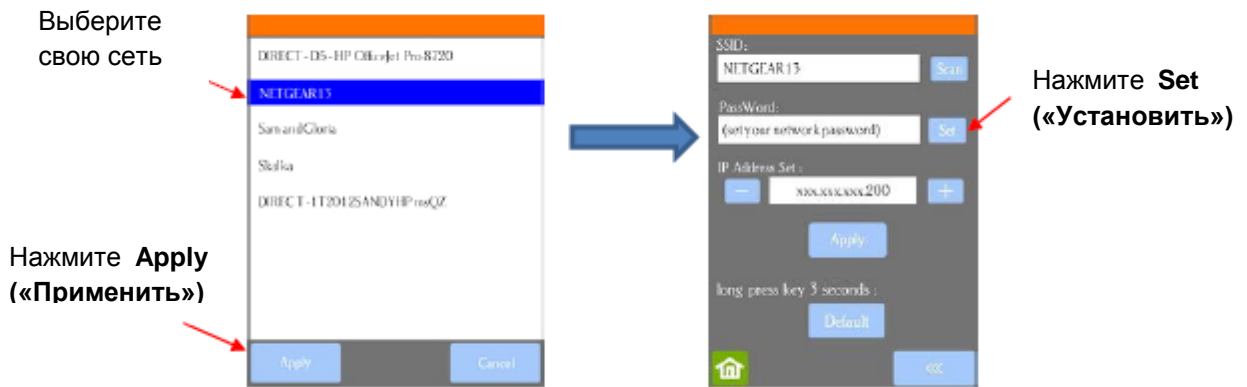 Выберите
свою сеть
DIRECT-D5-HP OfficeJet Pro 8720
NETGEAR13
SamandGloria
Skalka
Нажмите Apply
(«Применить»)
Apply
Cancel
SSID:
NETGEAR13
Scan
PassWord:
(set your network password)
Set
IP Address Set :
−
xxx.xxx.xxx.200
+
Apply
long press key 3 seconds :
Default
<<<
Нажмите Set
(«Установить»)